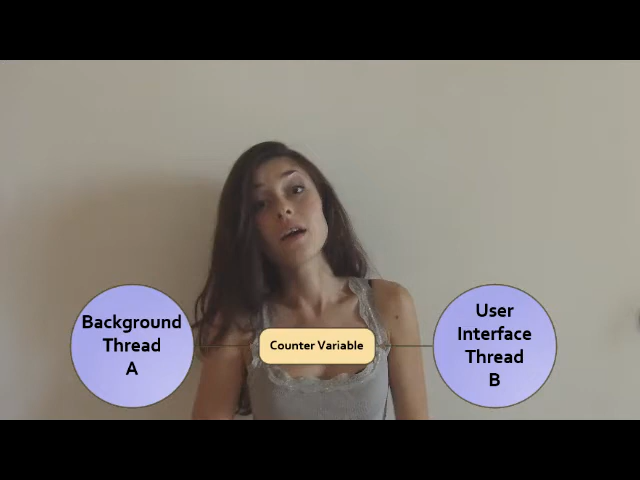 Background
Thread
A
Counter Variable
User
Interface
Thread
B